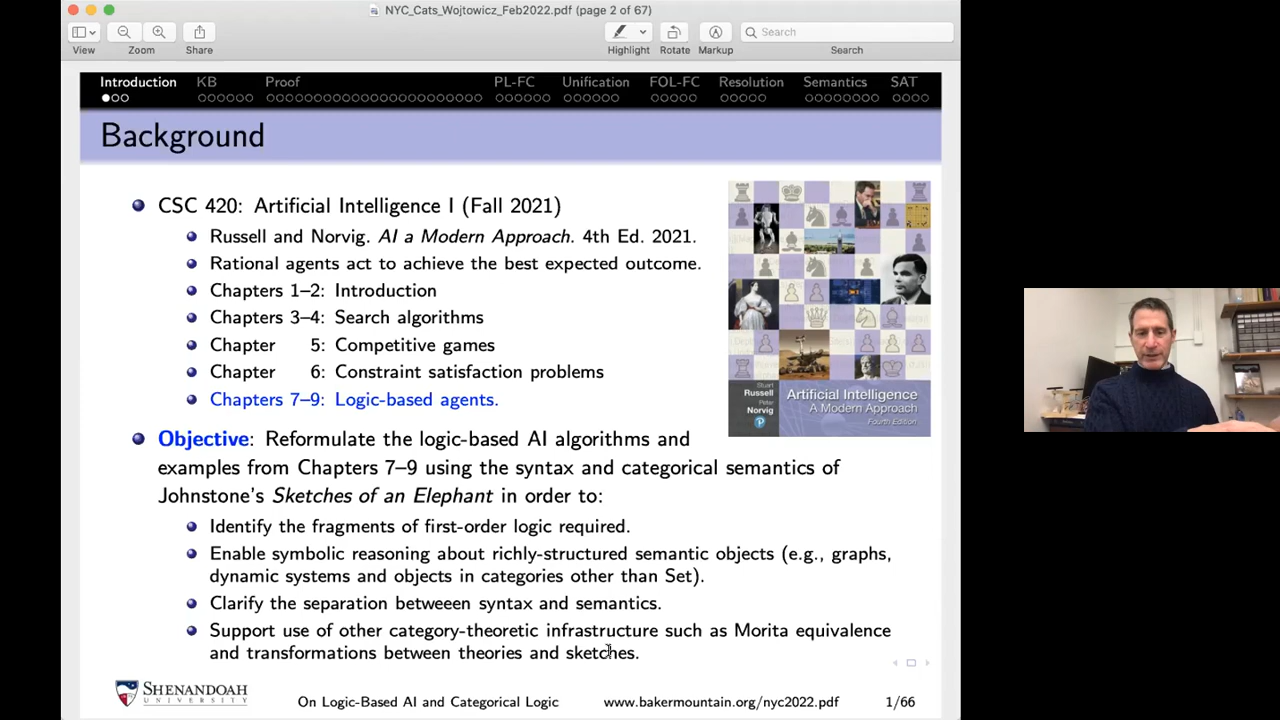 NYC_Cats_Wojtowicz_Feb2022.pdf (page 2 of 67)
View
Zoom
Share
Highlight
Rotate
Markup
Search
Search
Introduction KB Proof PL-FC Unification FOL-FC Resolution Semantics SAT
Background
CSC 420: Artificial Intelligence I (Fall 2021)
Russell and Norvig. AI a Modern Approach. 4th Ed. 2021.
Rational agents act to achieve the best expected outcome.
Chapters 1–2: Introduction
Chapters 3–4: Search algorithms
Chapter 5: Competitive games
Chapter 6: Constraint satisfaction problems
Chapters 7–9: Logic-based agents.
Stuart
Russell
Peter
Norvig
P
Artificial Intelligence
A Modern Approach
Fourth Edition
Objective: Reformulate the logic-based AI algorithms and
examples from Chapters 7–9 using the syntax and categorical semantics of
Johnstone's Sketches of an Elephant in order to:
Identify the fragments of first-order logic required.
Enable symbolic reasoning about richly-structured semantic objects (e.g., graphs,
dynamic systems and objects in categories other than Set).
Clarify the separation betweeen syntax and semantics.
Support use of other category-theoretic infrastructure such as Morita equivalence
and transformations between theories and sketches.
SHENANDOAH
UNIVERSITY
On Logic-Based AI and Categorical Logic
www.bakermountain.org/nyc2022.pdf
1/66